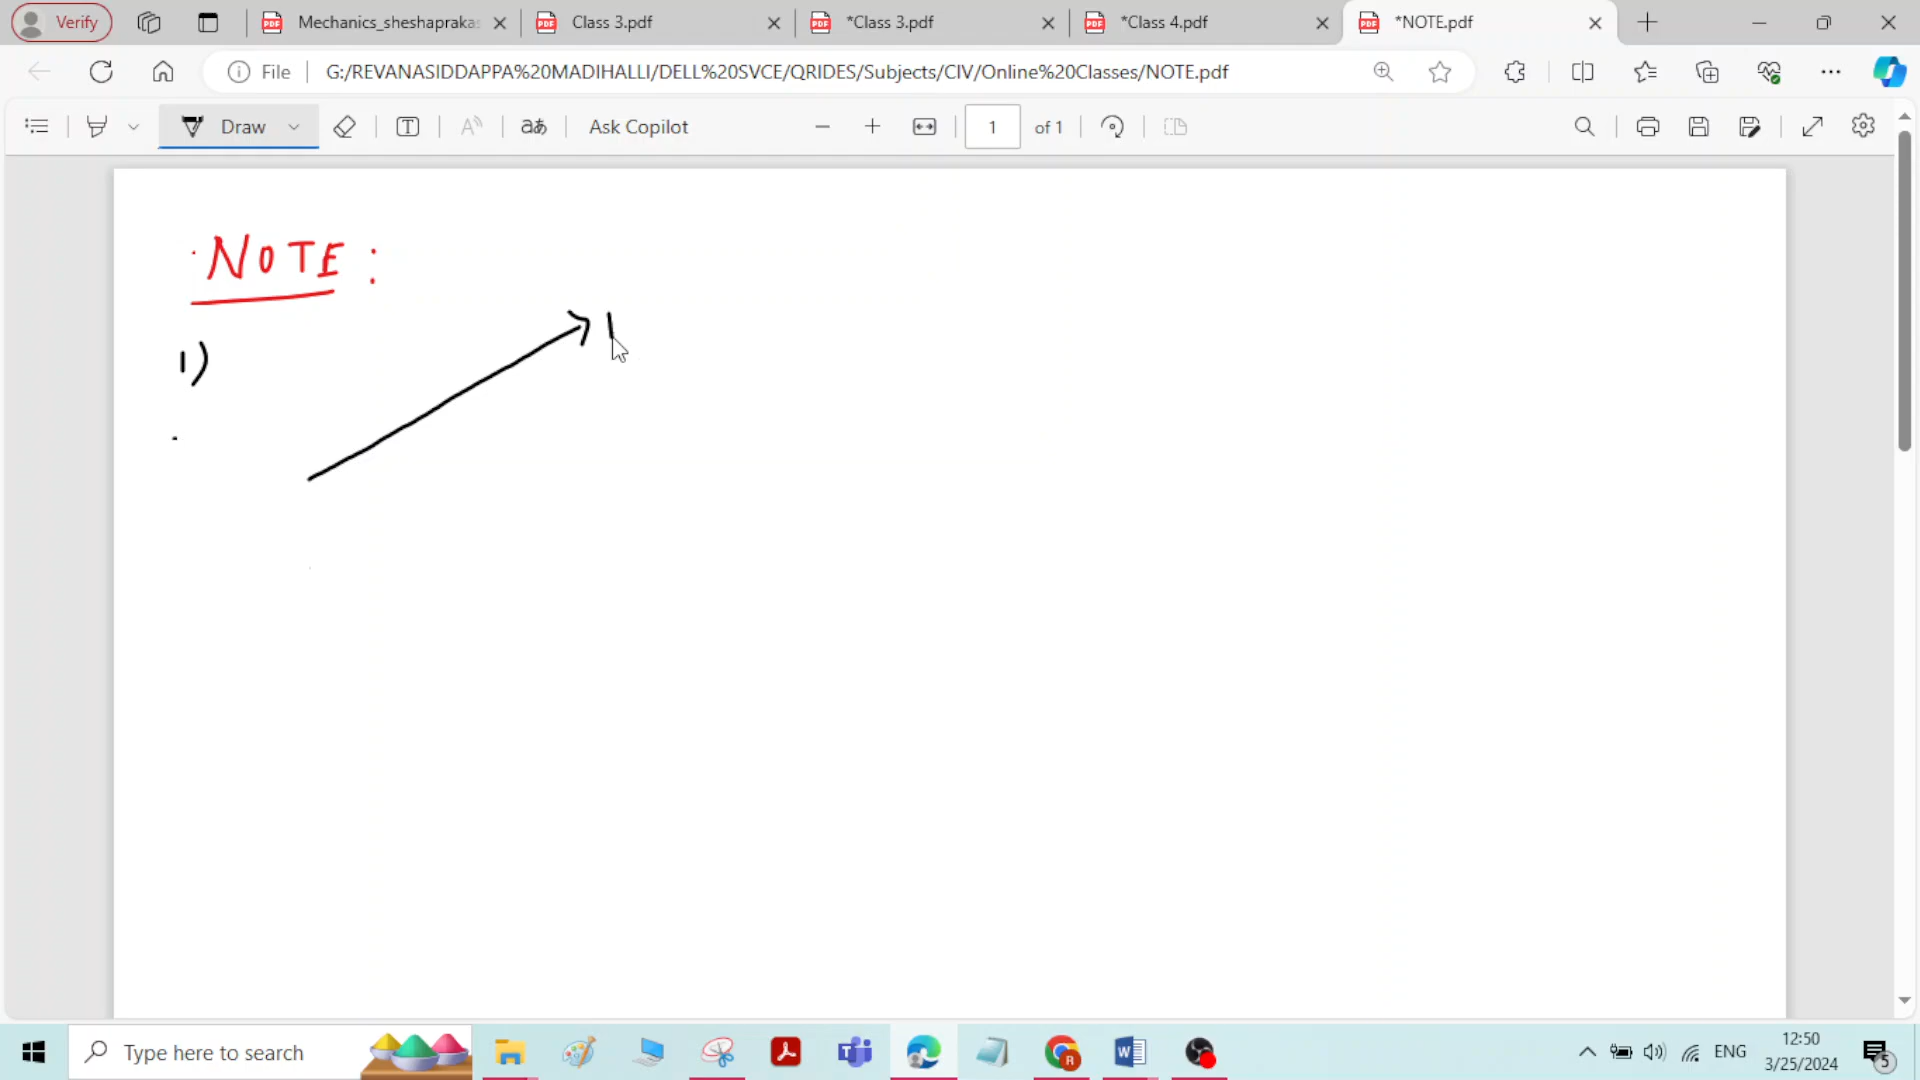 Verify
Mechanics_sheshaprakas
Class 3.pdf
*Class 3.pdf
*Class 4.pdf
*NOTE.pdf
File
G:/REVANASIDDAPPA%20MADIHALLI/DELL%20SVCE/QRIDES/Subjects/CIV/Online%20Classes/NOTE.pdf
Draw
Ask Copilot
1
of 1
NOTE :
1)
Type here to search
ENG
12:50
3/25/2024
5